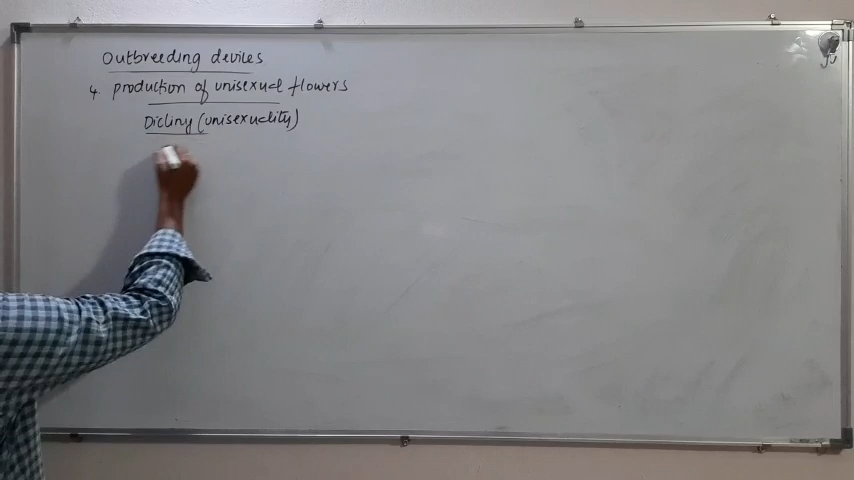 Outbreeding devices
4. production of unisexual flowers
Dicliny (unisexuality)